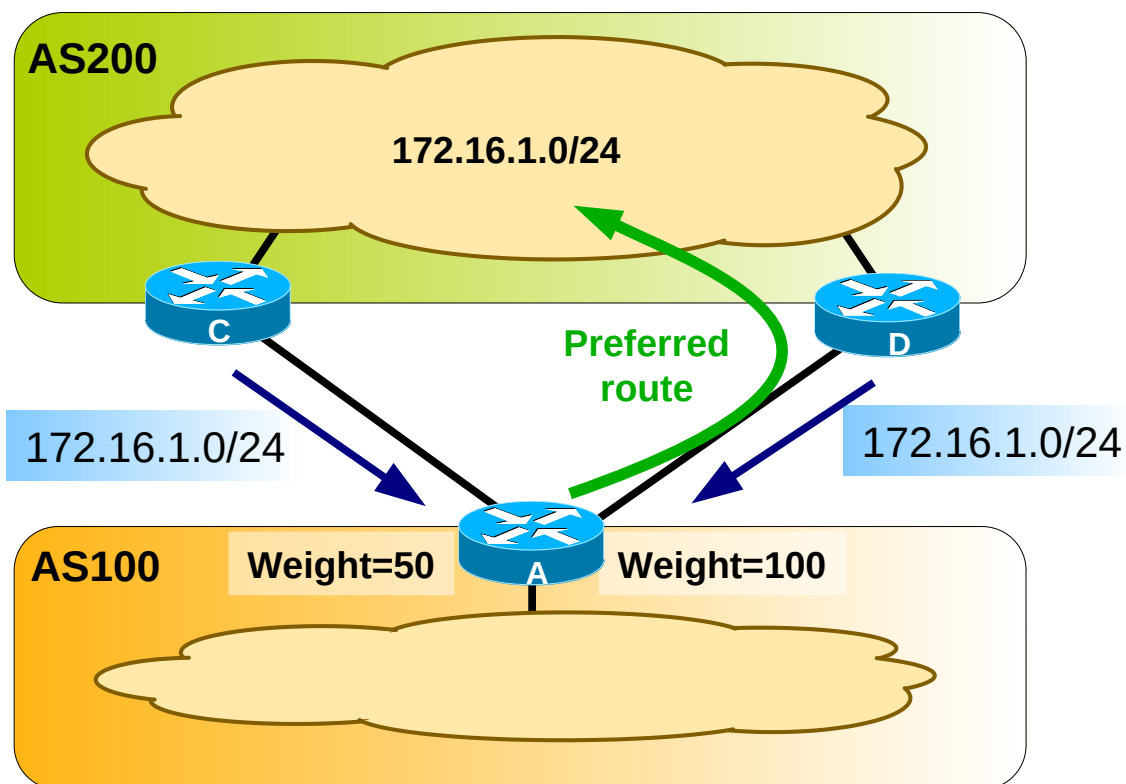 AS200
172.16.1.0/24
C
D
Preferred
route
172.16.1.0/24
172.16.1.0/24
AS100
Weight=50
A
Weight=100